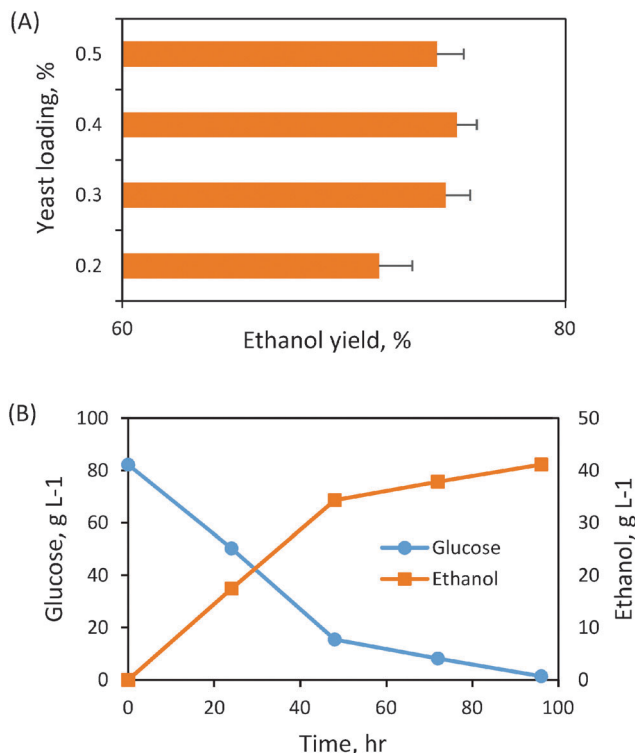 (A)
Yeast loading, %
0.5
0.4
0.3
0.2
60
80
Ethanol yield, %
(B)
Glucose, g L-1
100
80
60
40
20
0
Glucose
Ethanol
50
40
30
20
10
0
Ethanol, g L-1
0
20
40
60
80
100
Time, hr